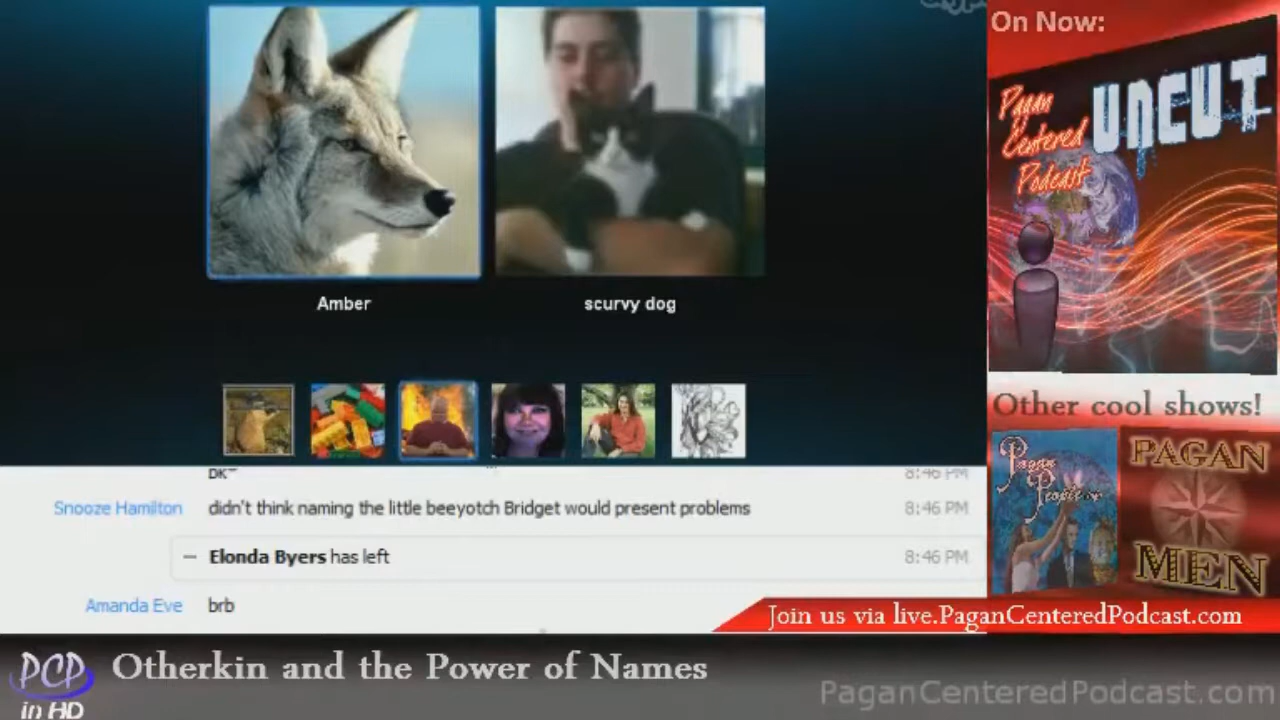 On Now:
Pagan
Centered
Podcast
UNCUT
Amber
scurvy dog
Other cool shows!
Pagan
People
PAGAN
MEN
8:46 PM
Snooze Hamilton didn't think naming the little beeyotch Bridget would present problems 8:46 PM
Elonda Byers has left 8:46 PM
Amanda Eve brb
Join us via live.PaganCenteredPodcast.com
PCP
in HD
Otherkin and the Power of Names
PaganCenteredPodcast.com